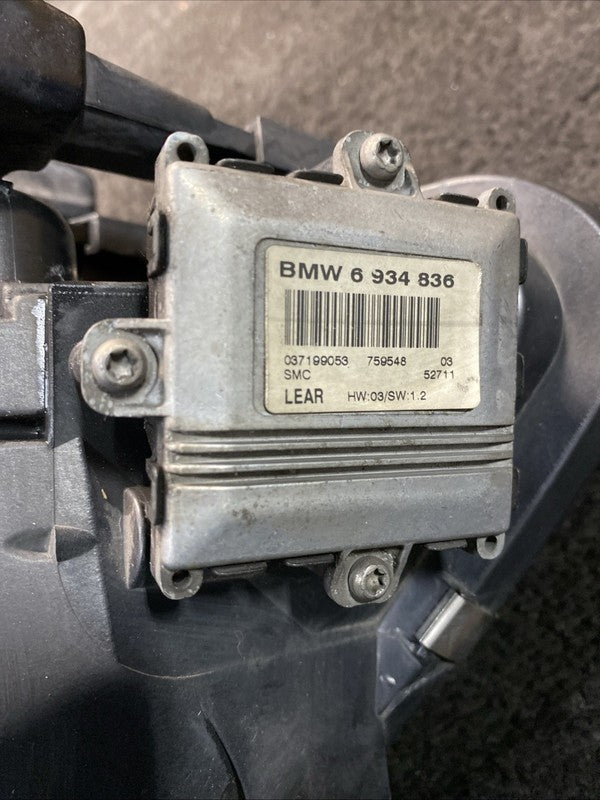 BMW 6 934 836
037199053 759548 03
SMC 52711
LEAR HW:03/SW:1.2